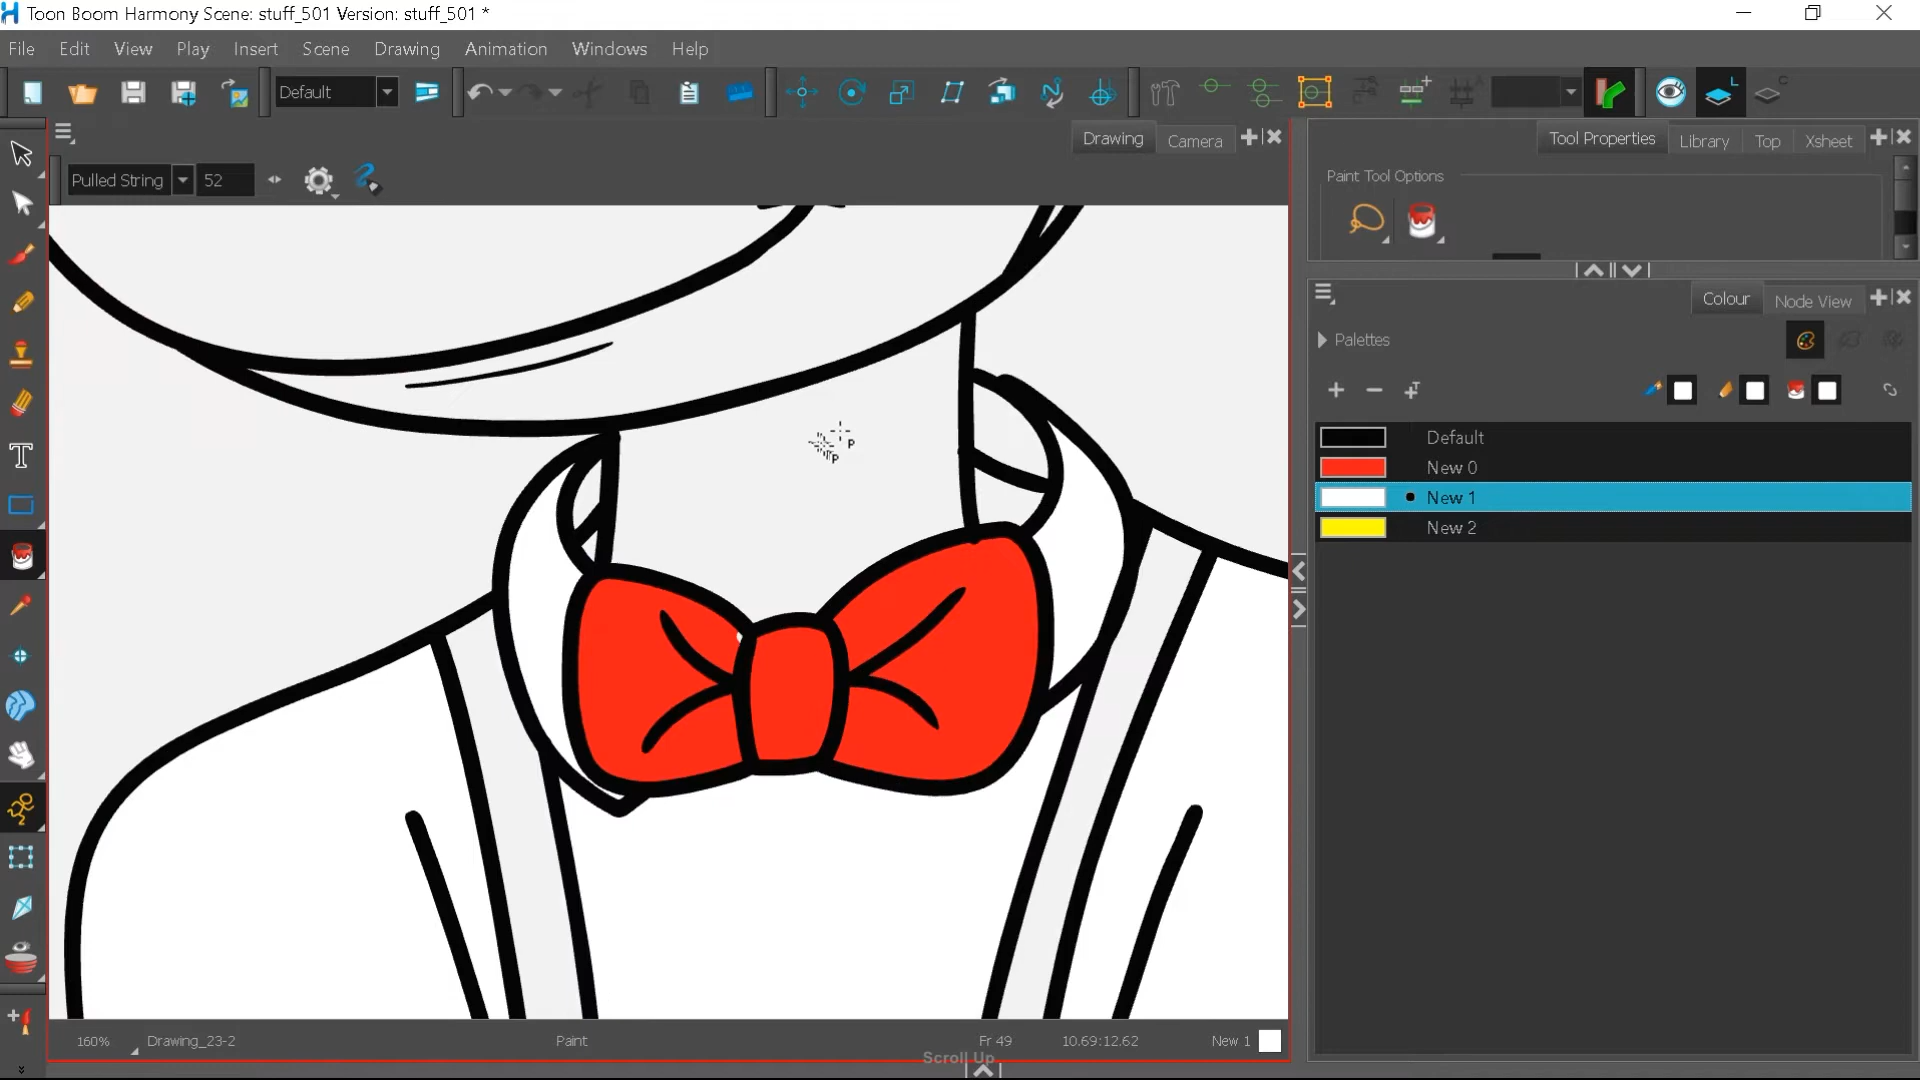 Toon Boom Harmony Scene: stuff_501 Version: stuff_501 *
File Edit View Play Insert Scene Drawing Animation Windows Help
Default
Drawing Camera
Pulled String 52
Tool Properties Library Top Xsheet
Paint Tool Options
Colour Node View
Palettes
Default
New 0
New 1
New 2
160% Drawing_23-2 Paint Fr 49 10.69:12.62 New 1
Scroll Up